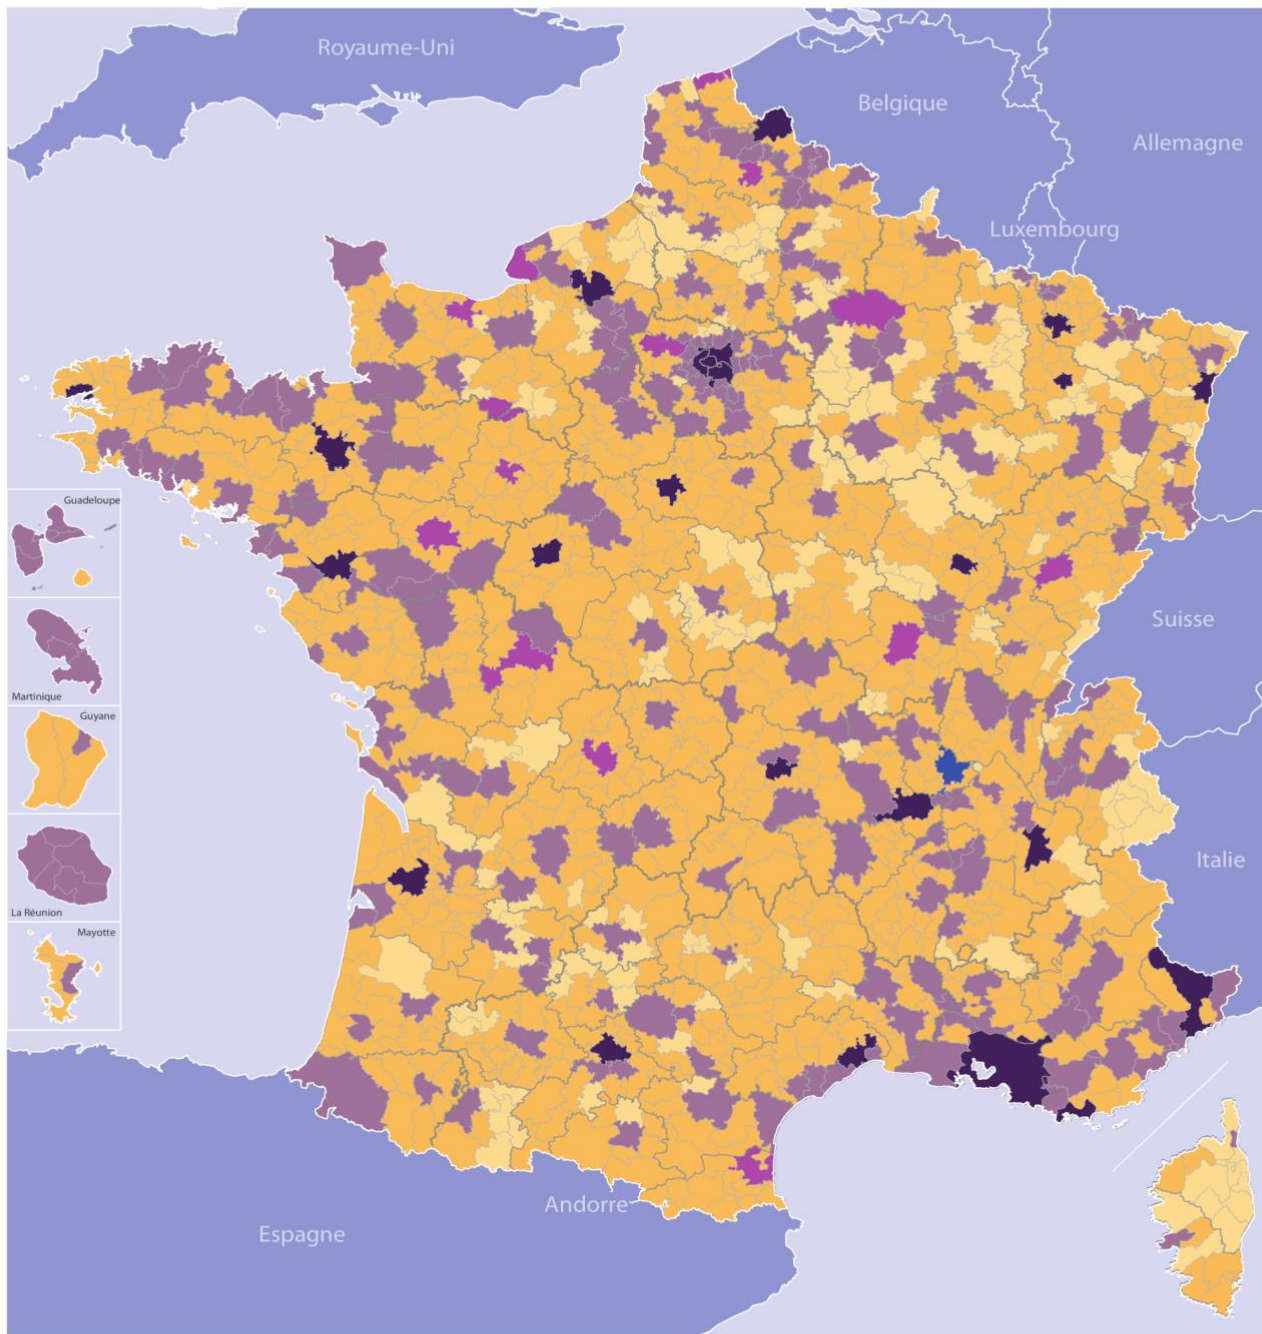 Royaume-Uni
Belgique
Allemagne
Luxembourg
Guadeloupe
Martinique
Suisse
Guyane
La Réunion
Italie
Mayotte
Andorre
Espagne